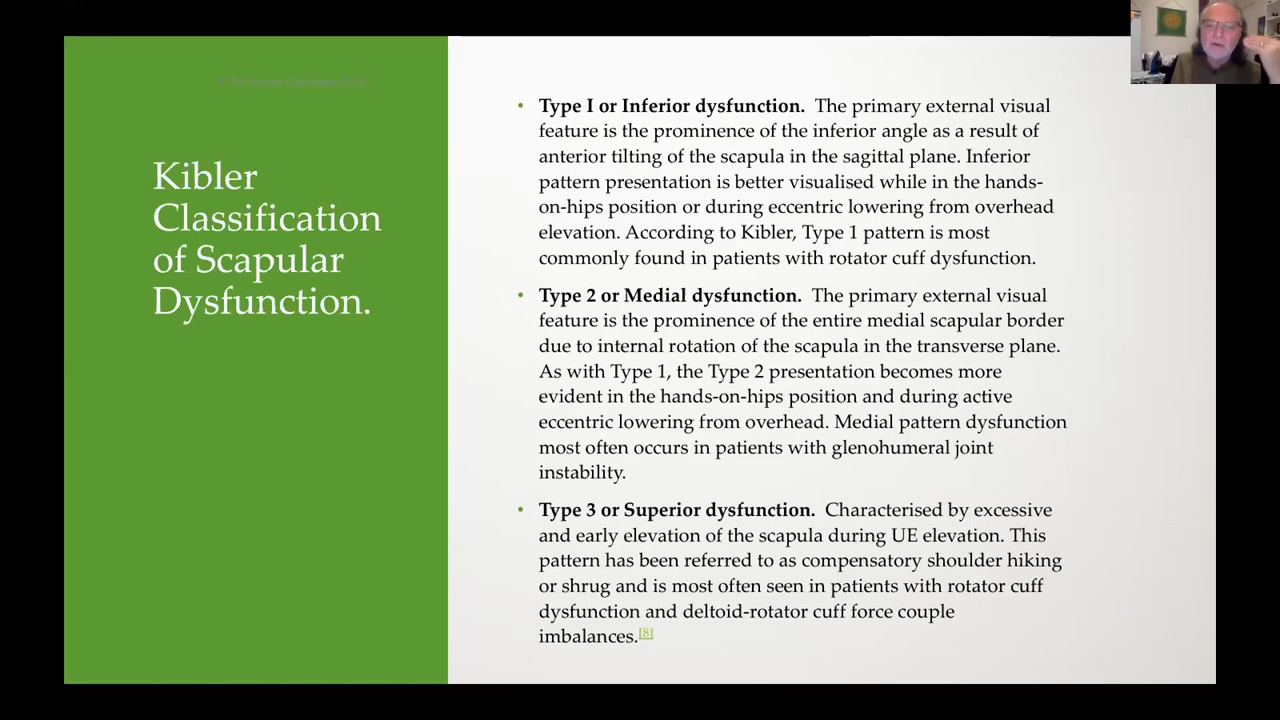 Kibler
Classification
of Scapular
Dysfunction.
• Type I or Inferior dysfunction. The primary external visual
feature is the prominence of the inferior angle as a result of
anterior tilting of the scapula in the sagittal plane. Inferior
pattern presentation is better visualised while in the hands-
on-hips position or during eccentric lowering from overhead
elevation. According to Kibler, Type 1 pattern is most
commonly found in patients with rotator cuff dysfunction.
• Type 2 or Medial dysfunction. The primary external visual
feature is the prominence of the entire medial scapular border
due to internal rotation of the scapula in the transverse plane.
As with Type 1, the Type 2 presentation becomes more
evident in the hands-on-hips position and during active
eccentric lowering from overhead. Medial pattern dysfunction
most often occurs in patients with glenohumeral joint
instability.
• Type 3 or Superior dysfunction. Characterised by excessive
and early elevation of the scapula during UE elevation. This
pattern has been referred to as compensatory shoulder hiking
or shrug and is most often seen in patients with rotator cuff
dysfunction and deltoid-rotator cuff force couple
imbalances.[8]